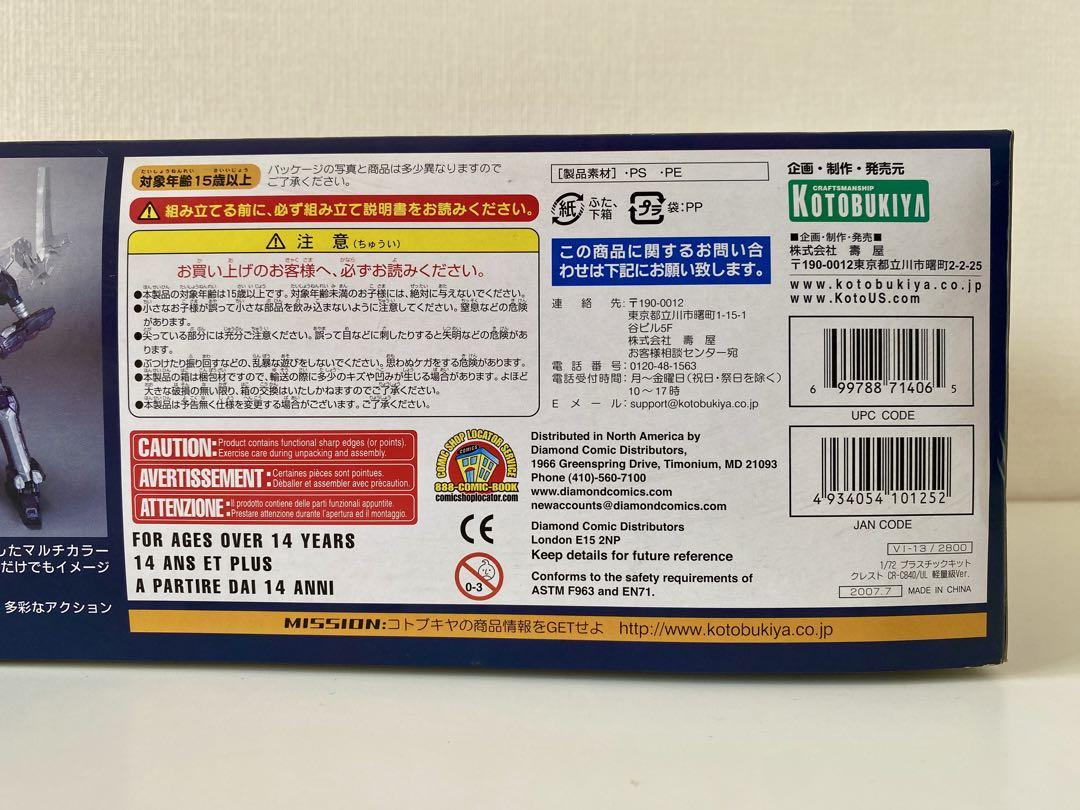 したマルチカラー
だけでもイメージ
多彩なアクション
たいしょうねんれい さいいじょう
対象年齢15歳以上
パッケージの写真と商品は多少異なりますので
ご了承ください。
組み立てる前に、必ず組み立て説明書をお読みください。
注意(ちゅうい)
お買い上げのお客様へ、必ずお読みください。
●本製品の対象年齢は15歳以上です。対象年齢未満のお子様には、絶対に与えないでください。
●小さなお子様が誤って小さな部品を飲み込まないように注意してください。窒息などの危険
があります。
●尖っている部分には充分ご注意ください。誤って目などに刺したりすると失明などの危険があ
ります。
●ぶつけたり振り回すなどの、乱暴な遊びをしないでください。思わぬケガをする危険があります。
●本製品の箱は梱包材ですので、輸送の際に多少のキズや凹みが生じる場合があります。よほど
大きな破損の無い限り、箱の交換はいたしかねますのでご了承ください。
●本製品は予告無く仕様を変更する場合がございます。ご了承ください。
CAUTION: •Product contains functional sharp edges (or points).
•Exercise care during unpacking and assembly.
AVERTISSEMENT •Certaines pièces sont pointues.
•Déballer et assembler avec précaution.
ATTENZIONE •Il prodotto contiene delle parti funzionali appuntite.
•Prestare attenzione durante l'apertura ed il montaggio.
FOR AGES OVER 14 YEARS
14 ANS ET PLUS
A PARTIRE DAI 14 ANNI
COMIC SHOP LOCATOR SERVICE
COMICS
888-COMIC-BOOK
comicshoplocator.com
CE
0-3
[製品素材] ・PS ・PE
紙 ふた、
下箱
プラ 袋:PP
この商品に関するお問い合
わせは下記にお願い致します。
連絡先:〒190-0012
東京都立川市曙町1-15-1
谷ビル5F
株式会社 壽屋
お客様相談センター宛
電話番号:0120-48-1563
電話受付時間:月〜金曜日(祝日・祭日を除く)
10〜17時
Eメール:support@kotobukiya.co.jp
Distributed in North America by
Diamond Comic Distributors,
1966 Greenspring Drive, Timonium, MD 21093
Phone (410)-560-7100
www.diamondcomics.com
newaccounts@diamondcomics.com
Diamond Comic Distributors
London E15 2NP
Keep details for future reference
Conforms to the safety requirements of
ASTM F963 and EN71.
企画・制作・発売元
CRAFTSMANSHIP
KOTOBUKIYA
■企画・制作・発売■
株式会社 壽屋
〒190-0012東京都立川市曙町2-2-25
www.kotobukiya.co.jp
www.KotoUS.com
6 99788 71406 5
UPC CODE
4 934054 101252
JAN CODE
VI-13/2800
1/72 プラスチックキット
クレスト CR-C840/UL 軽量級Ver.
2007.7 MADE IN CHINA
MISSION:コトブキヤの商品情報をGETせよ http://www.kotobukiya.co.jp